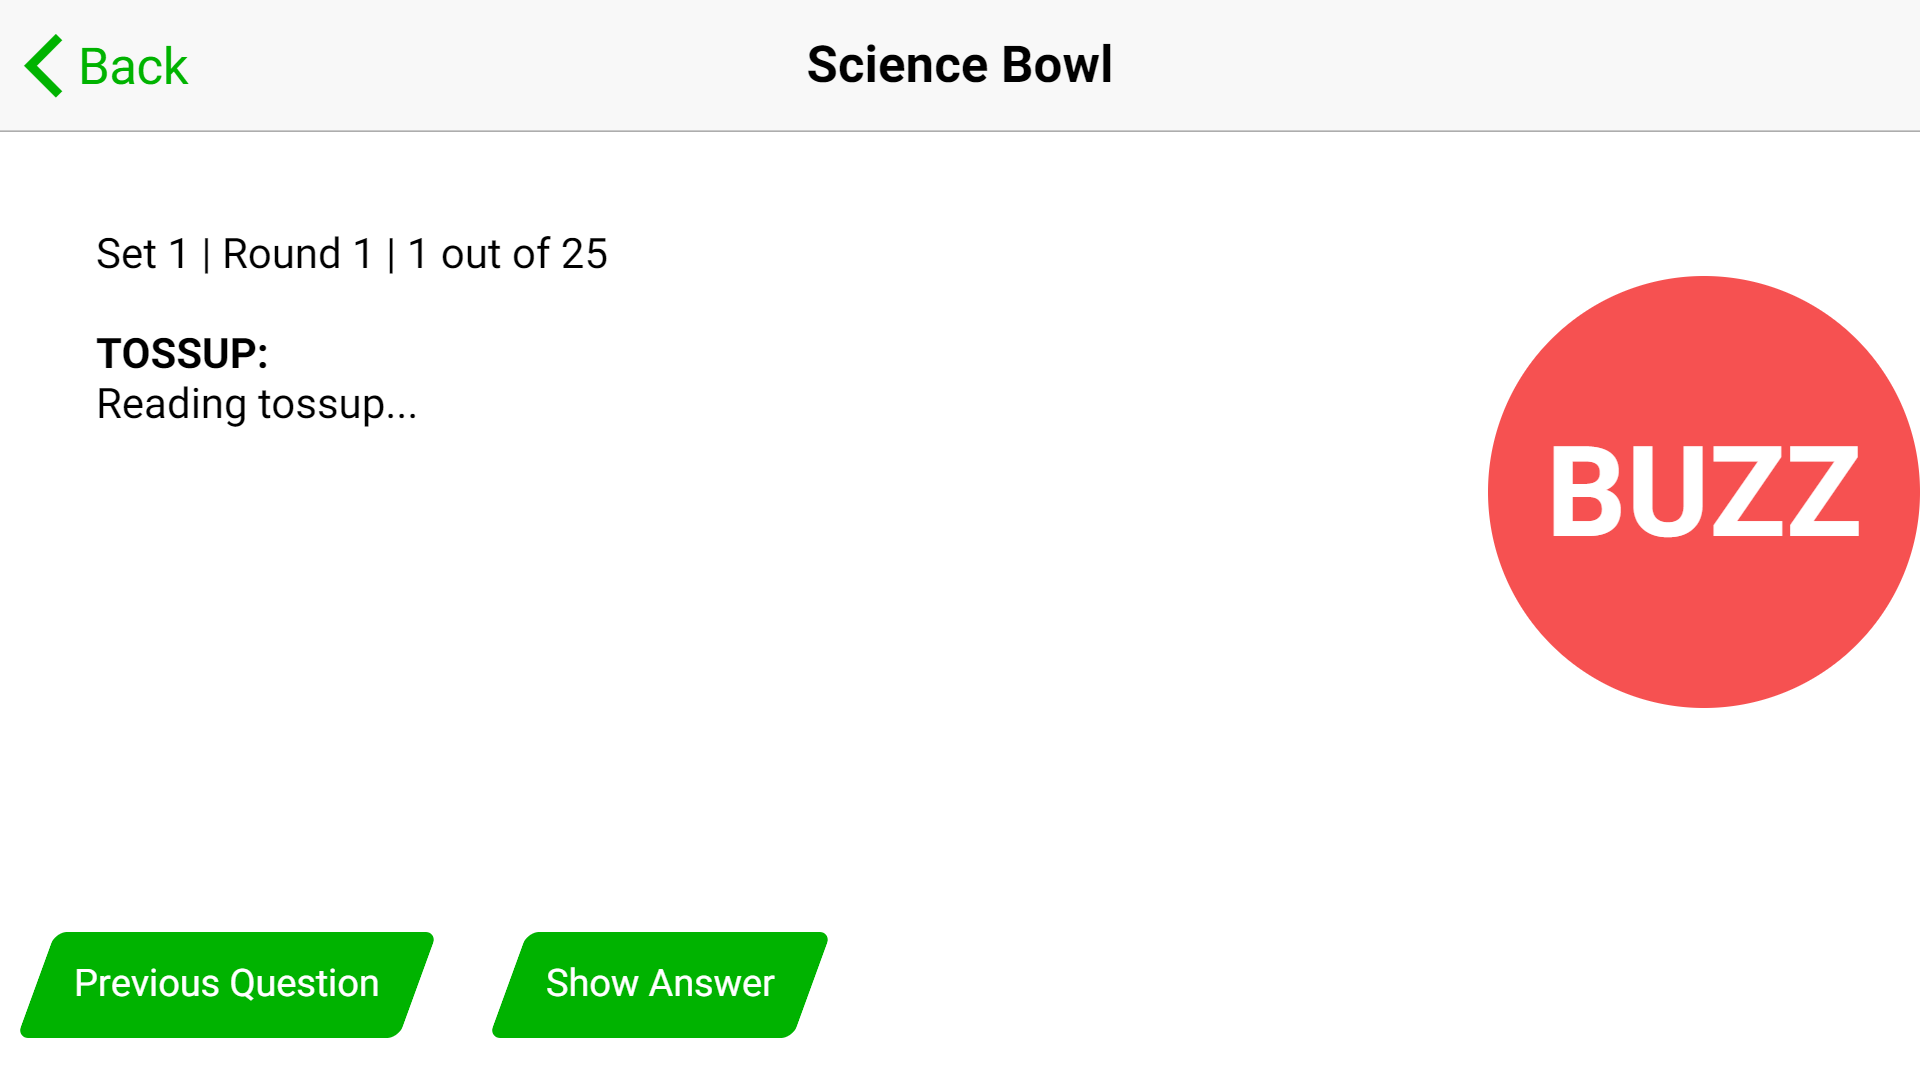 Back
Science Bowl
Set 1 | Round 1 | 1 out of 25
TOSSUP:
Reading tossup...
BUZZ
Previous Question
Show Answer